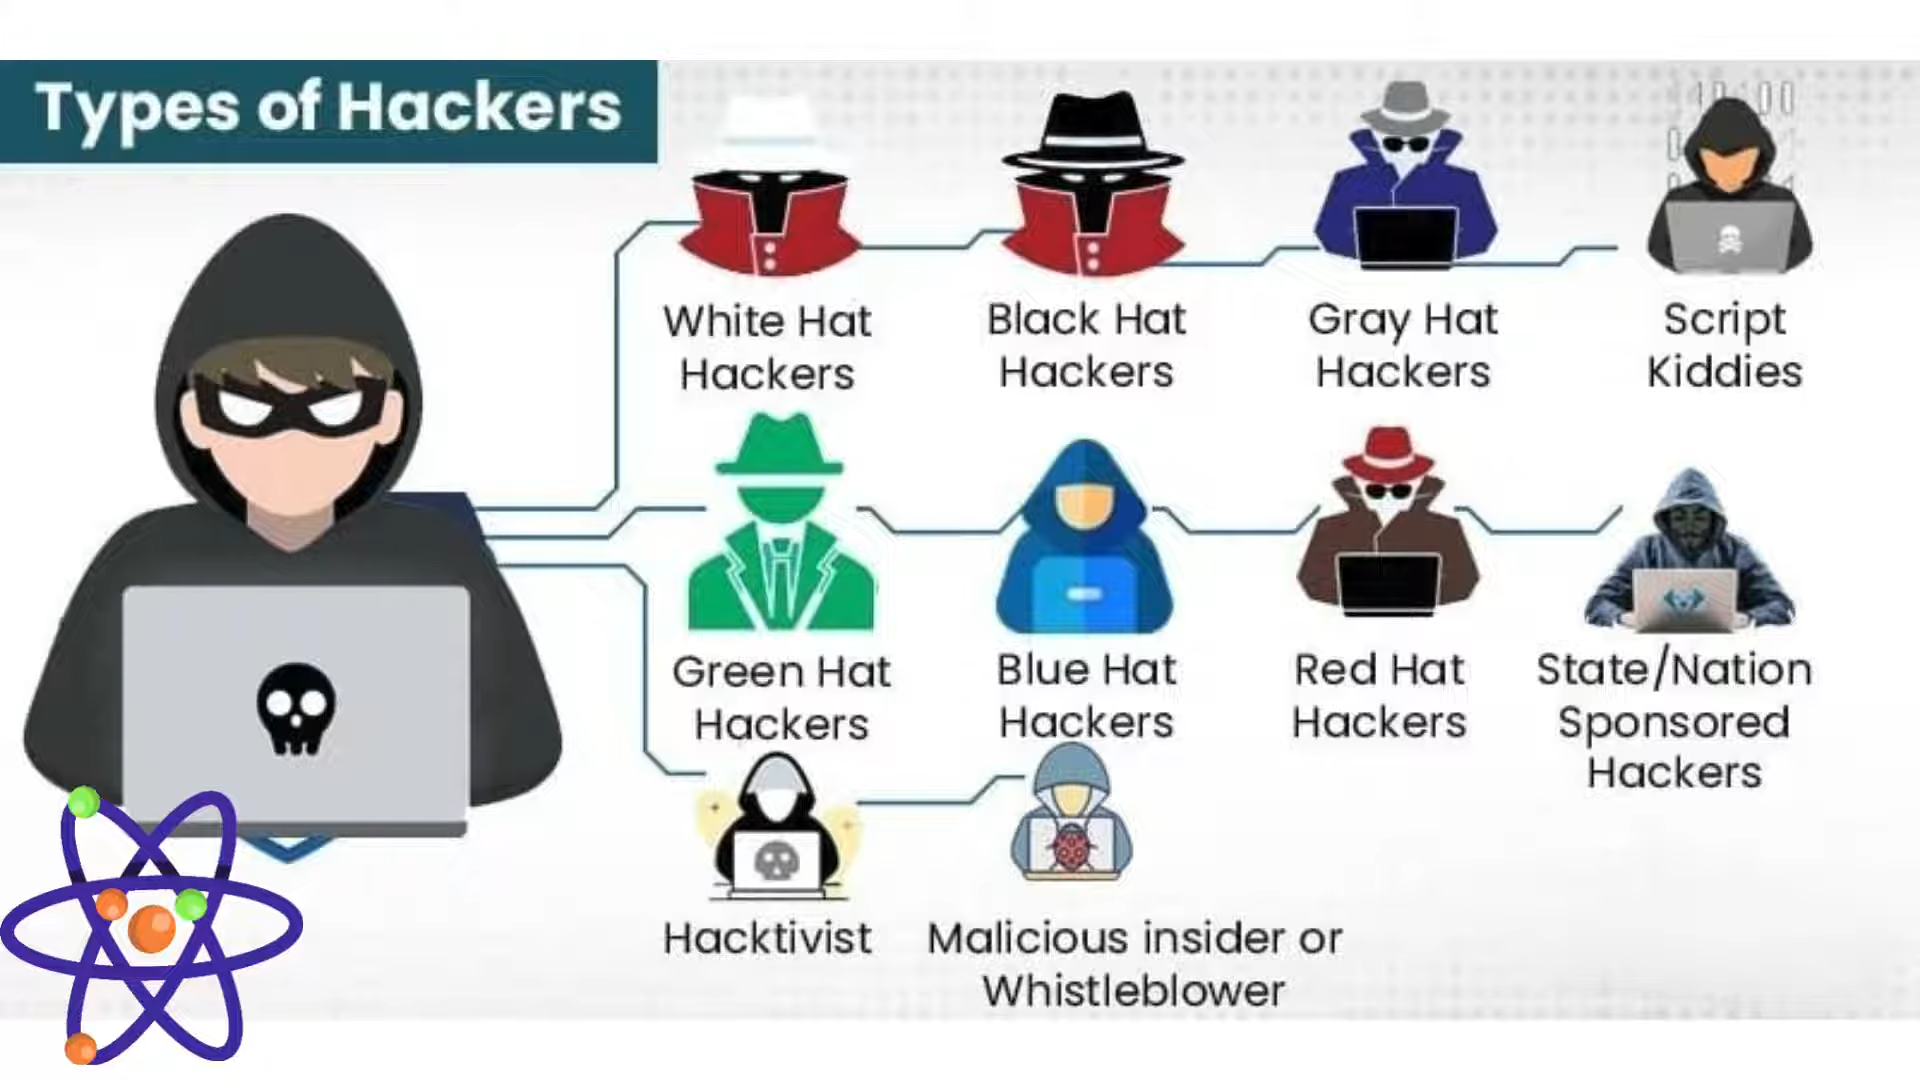 Types of Hackers
White Hat
Hackers
Black Hat
Hackers
Gray Hat
Hackers
Script
Kiddies
Green Hat
Hackers
Blue Hat
Hackers
Red Hat
Hackers
State/Nation
Sponsored
Hackers
Hacktivist
Malicious insider or
Whistleblower